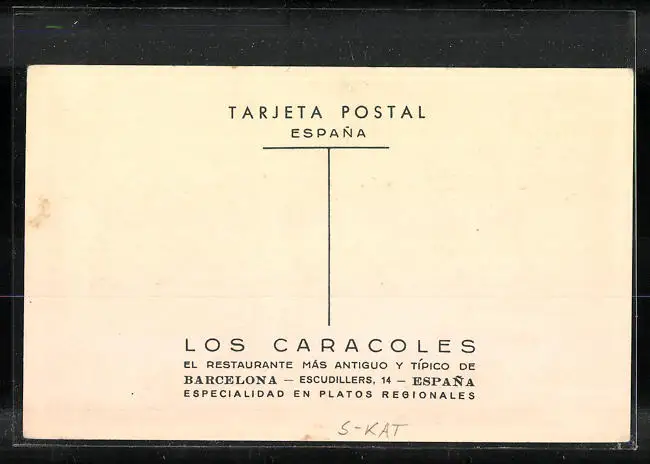 TARJETA POSTAL
ESPAÑA
LOS CARACOLES
EL RESTAURANTE MÁS ANTIGUO Y TÍPICO DE
BARCELONA — ESCUDILLERS, 14 — ESPAÑA
ESPECIALIDAD EN PLATOS REGIONALES
S-KAT